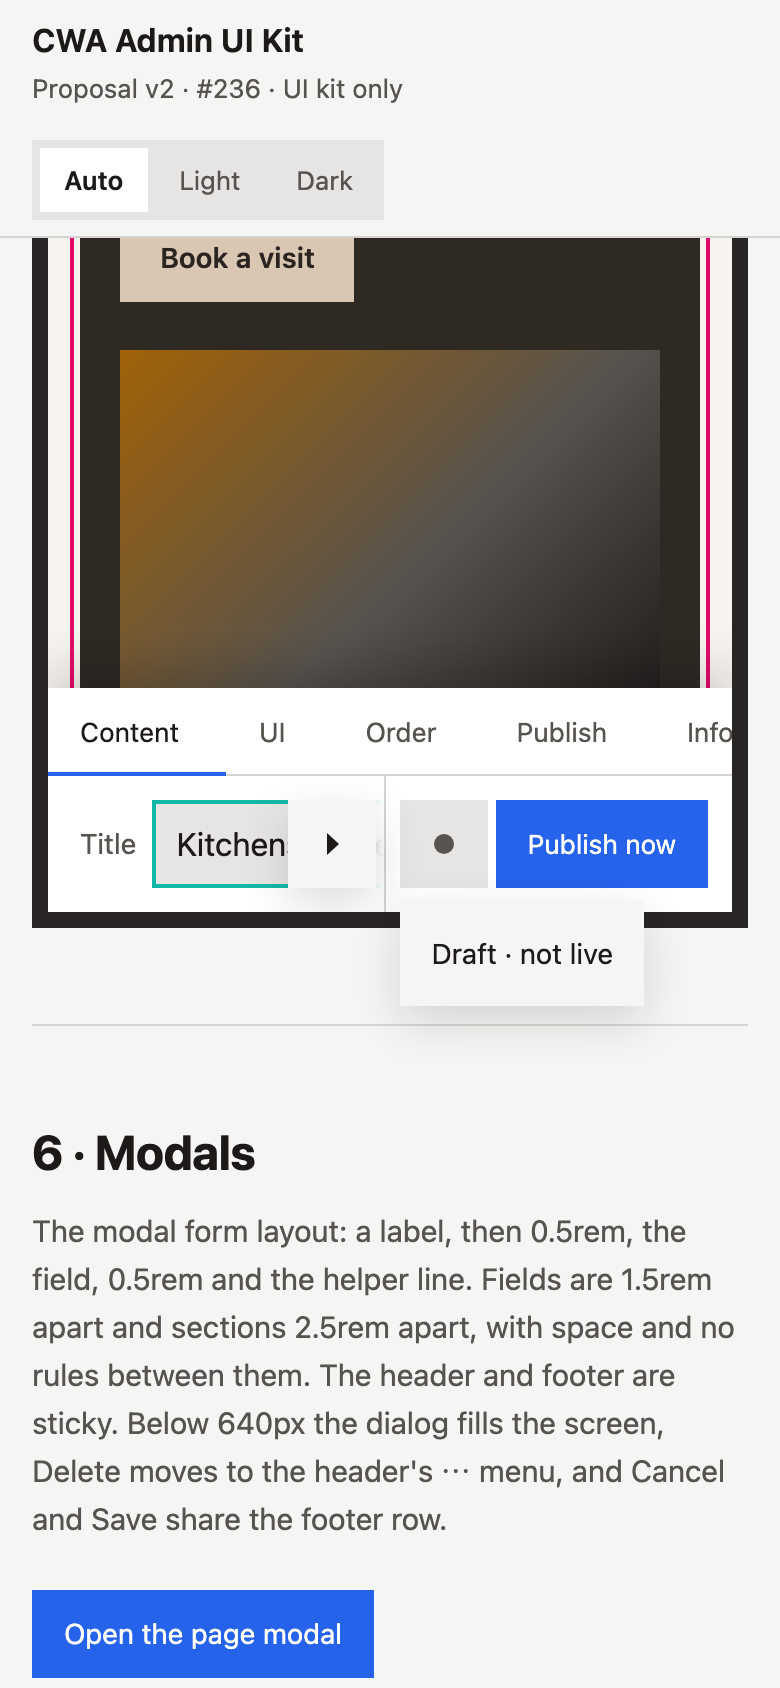 CWA Admin UI Kit
Proposal v2 · #236 · UI kit only
Auto Light Dark
Book a visit
Content UI Order Publish Info
Title Kitchen Publish now
Draft · not live
6 · Modals
The modal form layout: a label, then 0.5rem, the
field, 0.5rem and the helper line. Fields are 1.5rem
apart and sections 2.5rem apart, with space and no
rules between them. The header and footer are
sticky. Below 640px the dialog fills the screen,
Delete moves to the header's ··· menu, and Cancel
and Save share the footer row.
Open the page modal